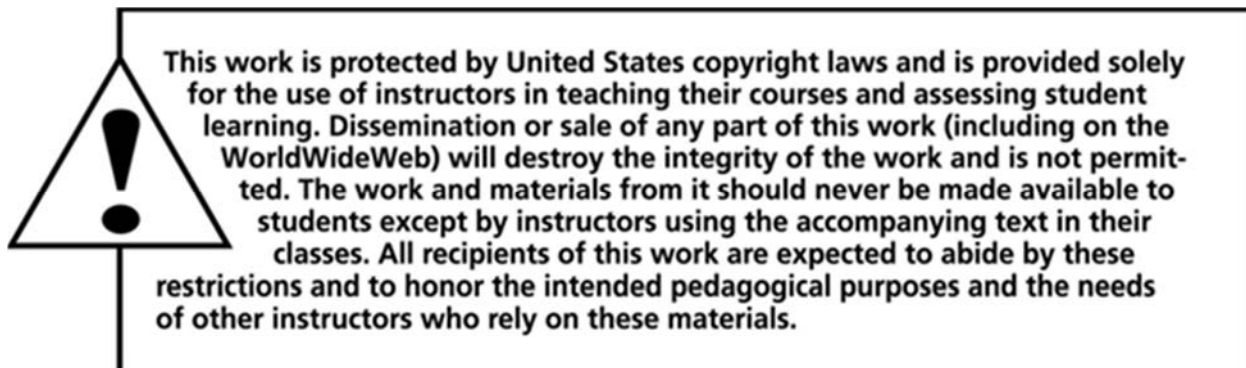 This work is protected by United States copyright laws and is provided solely
for the use of instructors in teaching their courses and assessing student
learning. Dissemination or sale of any part of this work (including on the
WorldWideWeb) will destroy the integrity of the work and is not permit-
ted. The work and materials from it should never be made available to
students except by instructors using the accompanying text in their
classes. All recipients of this work are expected to abide by these
restrictions and to honor the intended pedagogical purposes and the needs
of other instructors who rely on these materials.